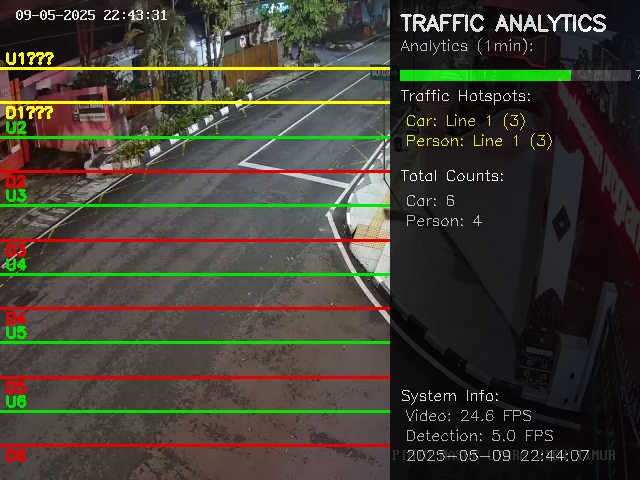 09-05-2025 22:43:31
TRAFFIC ANALYTICS
Analytics (1min):
U1???
7
D1???
U2
Traffic Hotspots:
Car: Line 1 (3)
Person: Line 1 (3)
D2
U3
Total Counts:
Car: 6
Person: 4
D3
U4
D4
U5
D5
U6
D6
System Info:
Video: 24.6 FPS
Detection: 5.0 FPS
2025-05-09 22:44:07